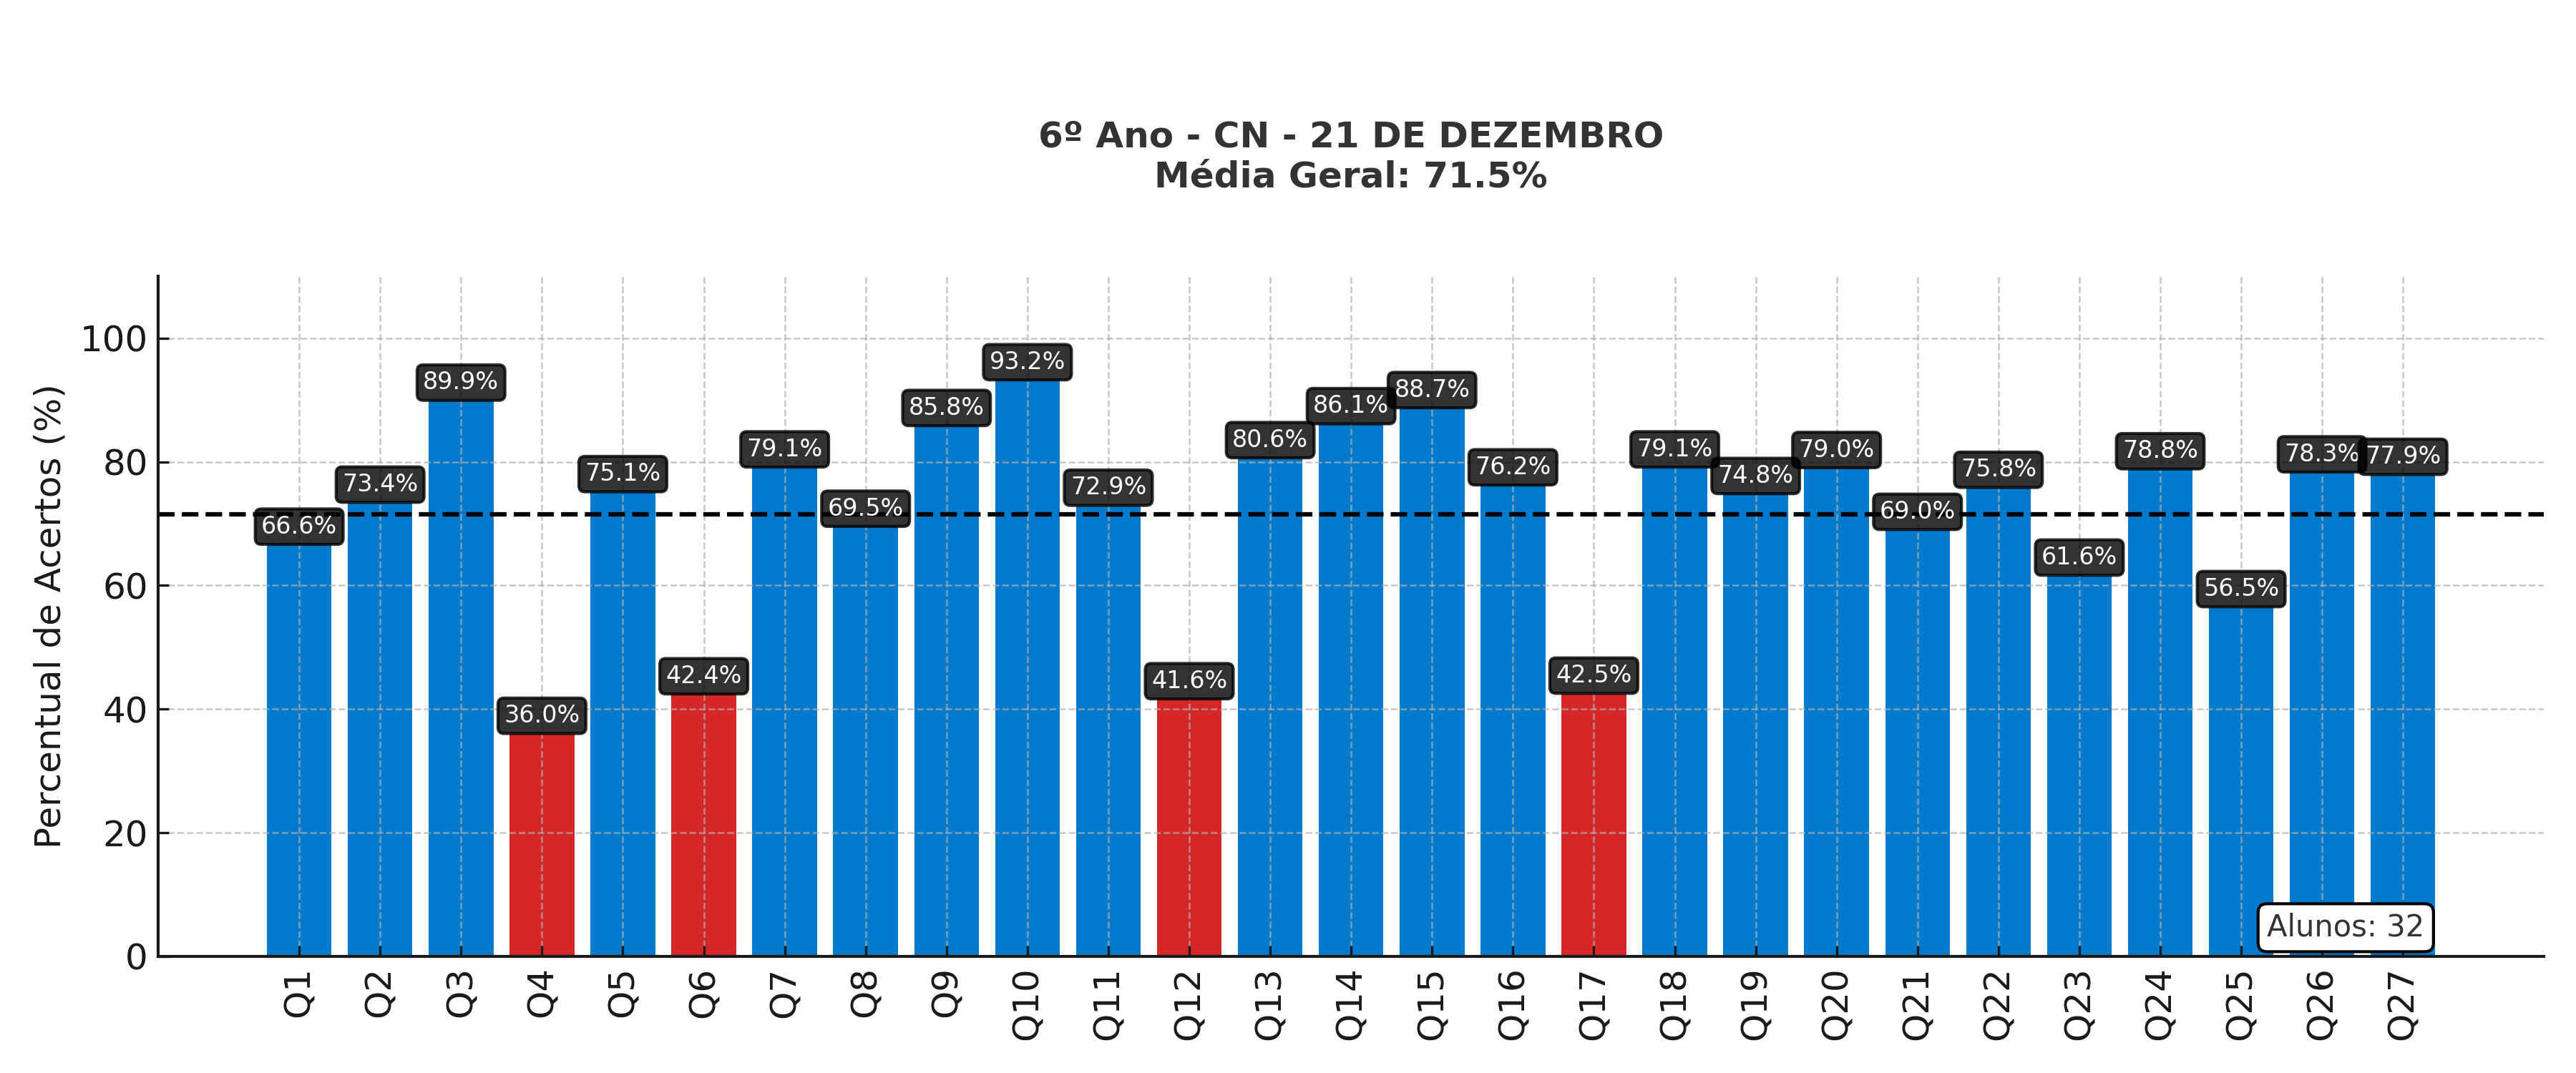 6º Ano - CN - 21 DE DEZEMBRO
Média Geral: 71.5%
Percentual de Acertos (%)
100
80
60
40
20
0
66.6%
73.4%
89.9%
36.0%
75.1%
42.4%
79.1%
69.5%
85.8%
93.2%
72.9%
41.6%
80.6%
86.1%
88.7%
76.2%
42.5%
79.1%
74.8%
79.0%
69.0%
75.8%
61.6%
78.8%
56.5%
78.3%
77.9%
Alunos: 32
Q1
Q2
Q3
Q4
Q5
Q6
Q7
Q8
Q9
Q10
Q11
Q12
Q13
Q14
Q15
Q16
Q17
Q18
Q19
Q20
Q21
Q22
Q23
Q24
Q25
Q26
Q27